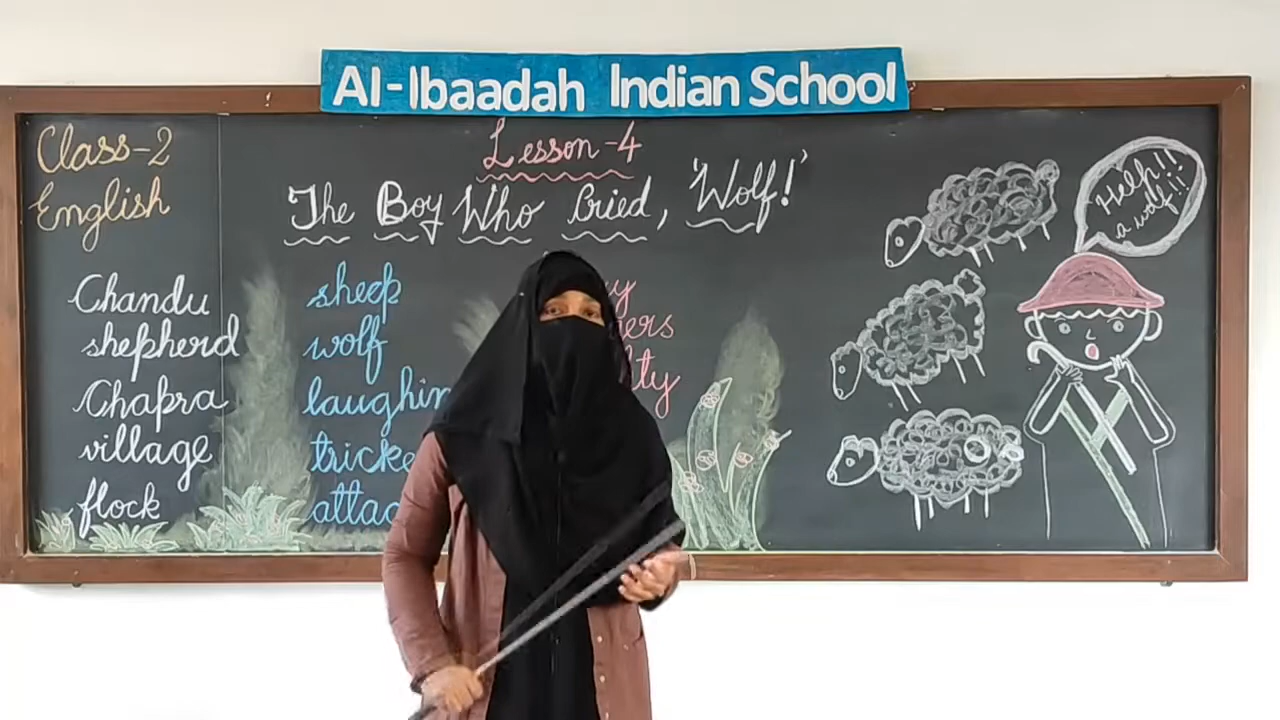 Al-Ibaadah Indian School
Class-2
English
Lesson-4
The Boy Who Cried, 'Wolf!'
Chandu
shepherd
Chapra
village
flock
sheep
wolf
Help!!
a wolf!!